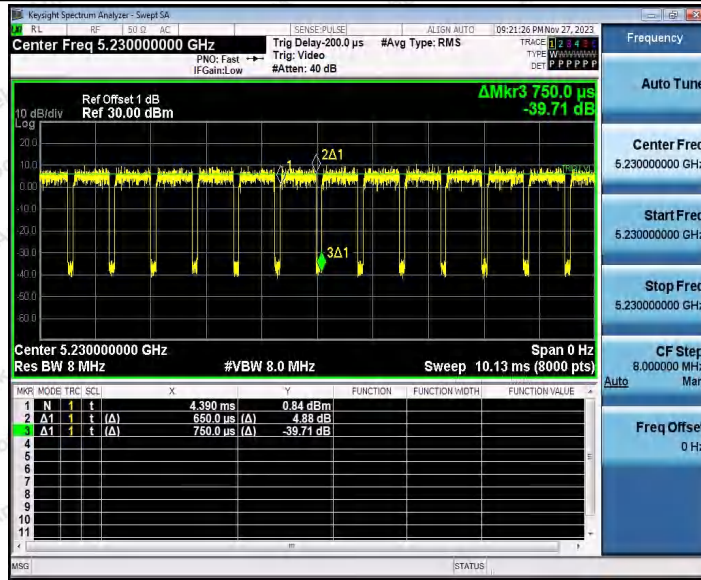 Keysight Spectrum Analyzer - Swept SA
RL RF 50 Ω AC SENSE:PULSE ALIGN AUTO 09:21:26 PM Nov 27, 2023
Center Freq 5.230000000 GHz
PNO: Fast
IFGain:Low
Trig Delay-200.0 µs
Trig: Video
#Atten: 40 dB
#Avg Type: RMS
TRACE 1 2 3 4 5 6
TYPE
DET P P P P P P
Frequency
ΔMkr3 750.0 µs
-39.71 dB
Ref Offset 1 dB
10 dB/div Ref 30.00 dBm
Log
20.0
10.0
0.00
-10.0
-20.0
-30.0
-40.0
-50.0
-60.0
1
2Δ1
3Δ1
Center 5.230000000 GHz Span 0 Hz
Res BW 8 MHz #VBW 8.0 MHz Sweep 10.13 ms (8000 pts)
MKR MODE TRC SCL X Y FUNCTION FUNCTION WIDTH FUNCTION VALUE
1 N 1 t 4.390 ms 0.84 dBm
2 Δ1 1 t (Δ) 650.0 µs (Δ) 4.88 dB
3 Δ1 1 t (Δ) 750.0 µs (Δ) -39.71 dB
4
5
6
7
8
9
10
11
MSG STATUS
Auto Tune
Center Freq
5.230000000 GHz
Start Freq
5.230000000 GHz
Stop Freq
5.230000000 GHz
CF Step
8.000000 MHz
Auto Man
Freq Offset
0 Hz